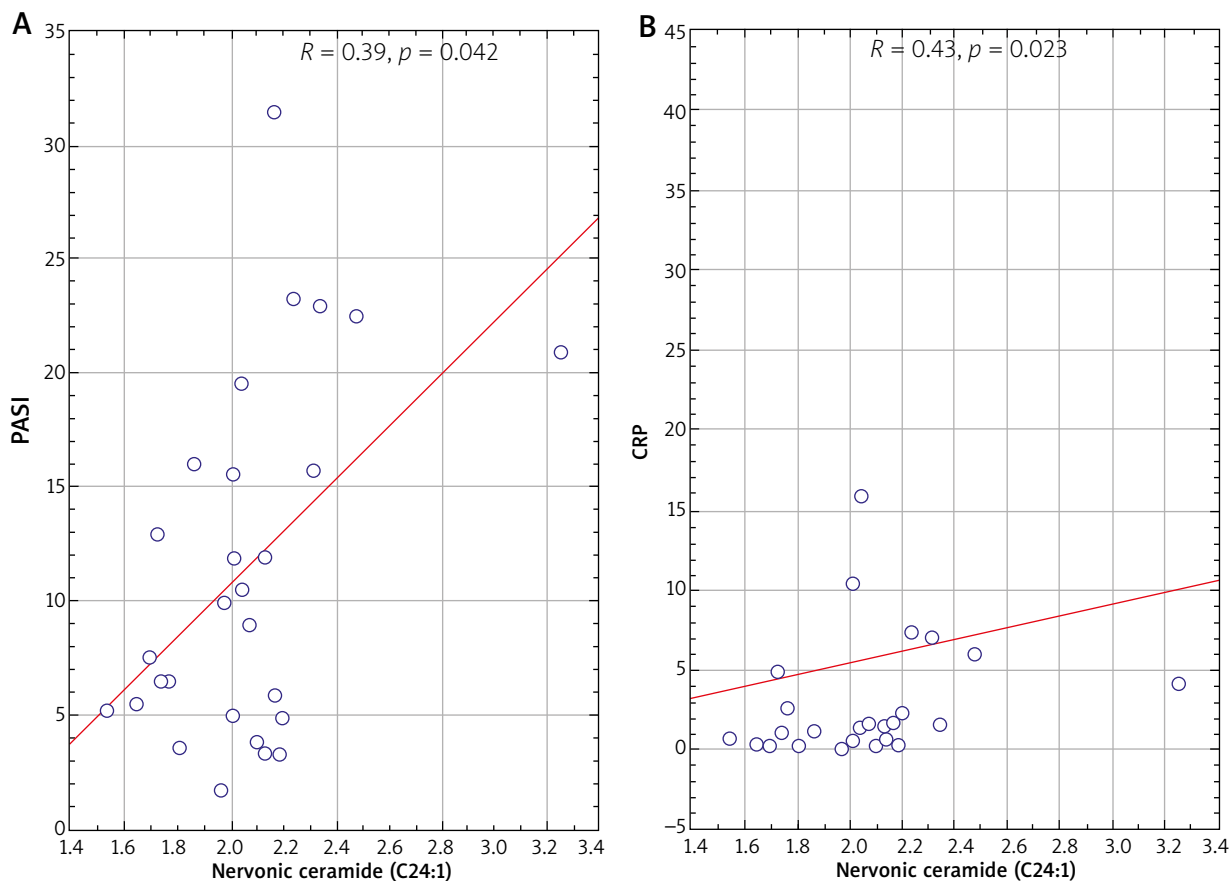 A
R = 0.39, p = 0.042
35
30
25
20
15
10
5
0
PASI
1.4 1.6 1.8 2.0 2.2 2.4 2.6 2.8 3.0 3.2 3.4
Nervonic ceramide (C24:1)
B
R = 0.43, p = 0.023
45
40
35
30
25
20
15
10
5
0
–5
CRP
1.4 1.6 1.8 2.0 2.2 2.4 2.6 2.8 3.0 3.2 3.4
Nervonic ceramide (C24:1)